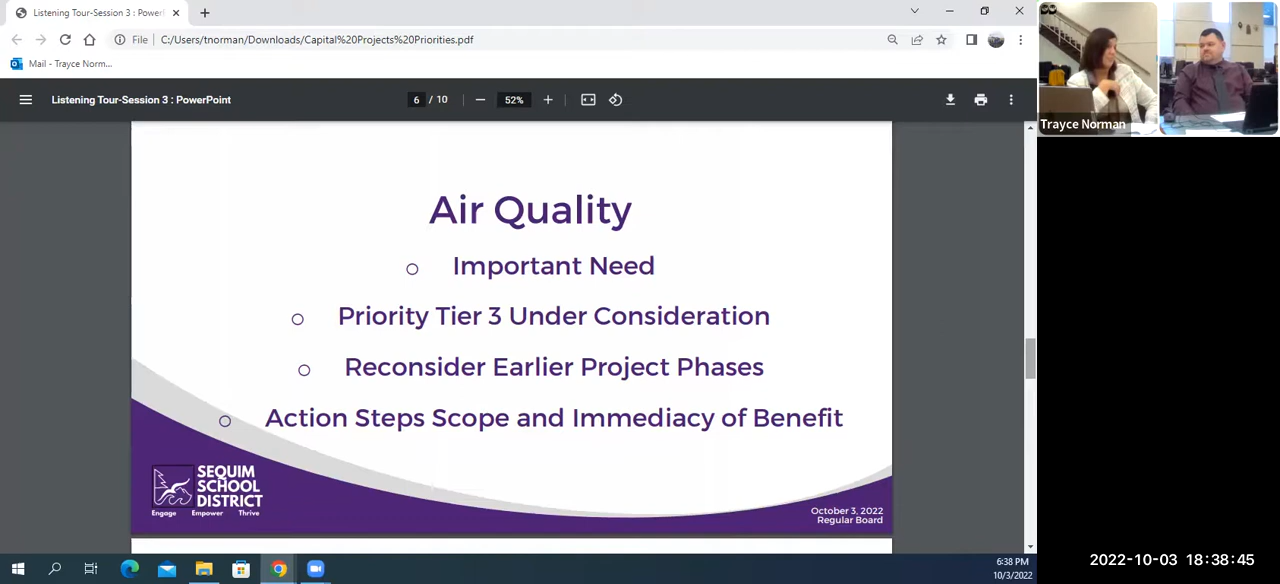 Listening Tour-Session 3 : Power
File
C:/Users/tnorman/Downloads/Capital%20Projects%20Priorities.pdf
Mail - Trayce Norm...
Listening Tour-Session 3 : PowerPoint
6 / 10
52%
Air Quality
Important Need
Priority Tier 3 Under Consideration
Reconsider Earlier Project Phases
Action Steps Scope and Immediacy of Benefit
SEQUIM
SCHOOL
DISTRICT
Engage Empower Thrive
October 3, 2022
Regular Board
Trayce Norman
6:38 PM
10/3/2022
2022-10-03 18:38:45